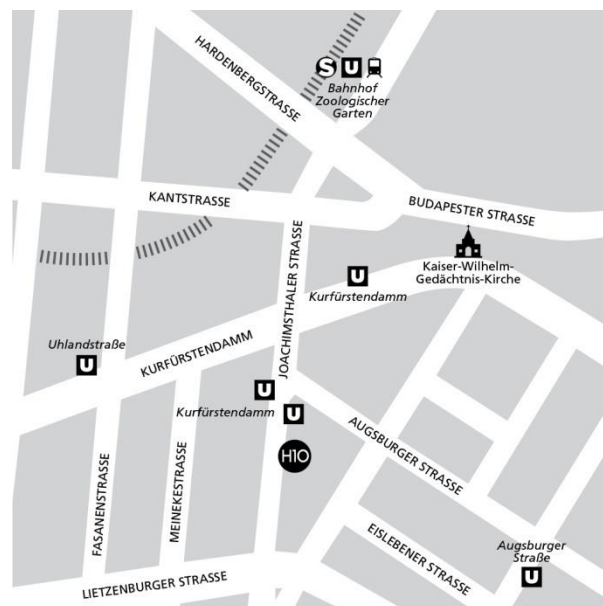 HARDENBERGSTRASSE
S U
Bahnhof
Zoologischer
Garten
KANTSTRASSE
BUDAPESTER STRASSE
JOACHIMSTHALER STRASSE
Kaiser-Wilhelm-
Gedächtnis-Kirche
U
Kurfürstendamm
Uhlandstraße
U
KURFÜRSTENDAMM
U
Kurfürstendamm
U
H10
AUGSBURGER STRASSE
FASANENSTRASSE
MEINEKESTRASSE
EISLEBENER STRASSE
Augsburger
Straße
U
LIETZENBURGER STRASSE